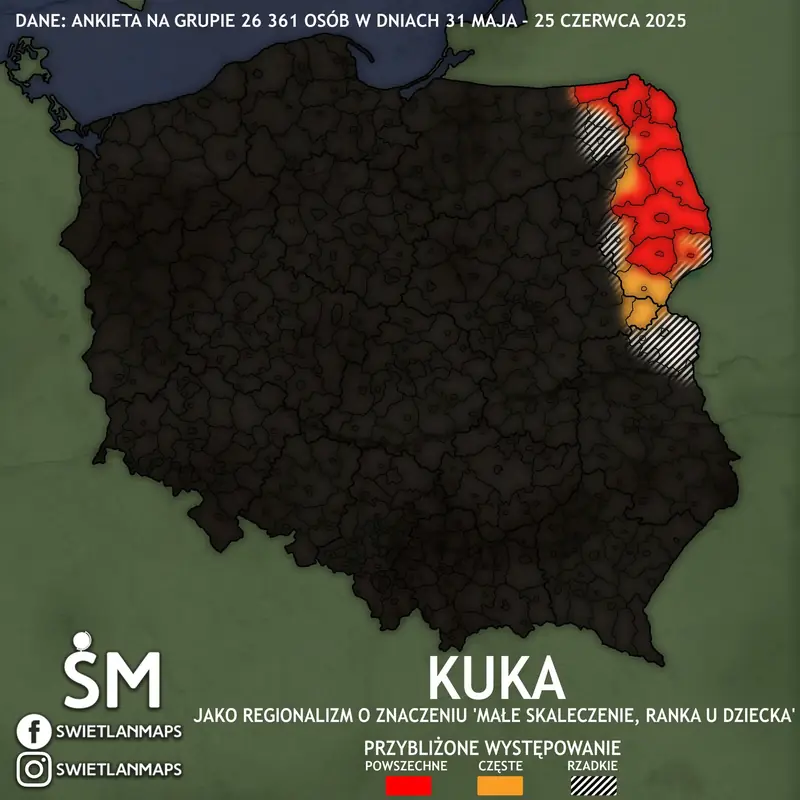 DANE: ANKIETA NA GRUPIE 26 361 OSÓB W DNIACH 31 MAJA - 25 CZERWCA 2025
ŚM
SWIETLANMAPS
SWIETLANMAPS
KUKA
JAKO REGIONALIZM O ZNACZENIU 'MAŁE SKALECZENIE, RANKA U DZIECKA'
PRZYBLIŻONE WYSTĘPOWANIE
POWSZECHNE CZĘSTE RZADKIE